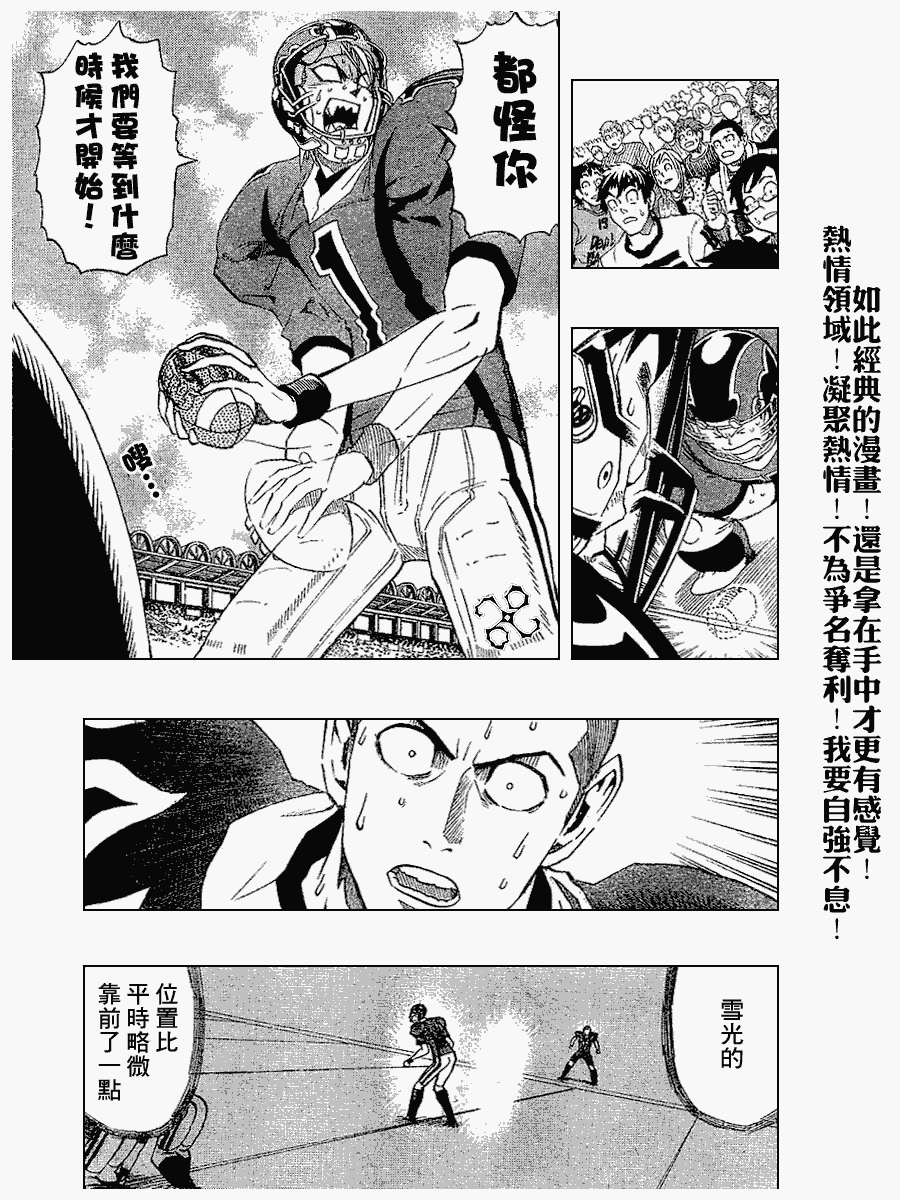 都怪你
我們要等到什麼
時候才開始！
嘿…
1
如此經典的漫畫！還是拿在手中才更有感覺！
熱情領域！凝聚熱情！不為爭名奪利！我要自強不息！
雪光的
位置比
平時略微
靠前了一點